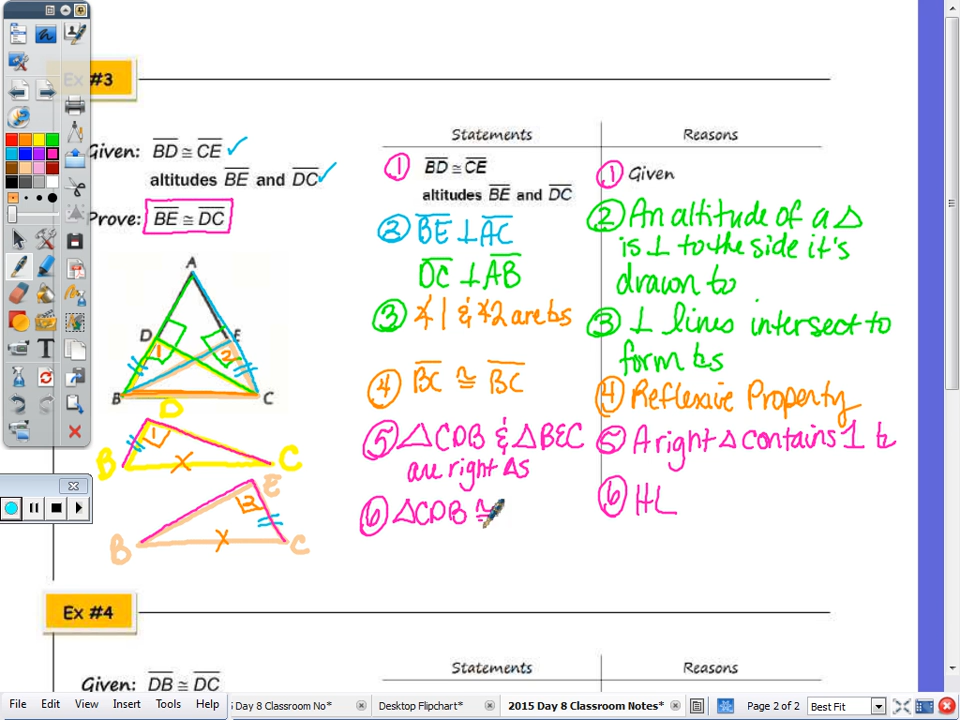 Ex #3
Given: BD ≅ CE ✓
altitudes BE and DC ✓
Prove: BE ≅ DC
Statements
Reasons
① BD ≅ CE
altitudes BE and DC
① Given
② BE ⊥ AC
DC ⊥ AB
② An altitude of a △
is ⊥ to the side it's
drawn to
③ ∡1 & ∡2 are ⦜s
③ ⊥ lines intersect to
form ⦜s
④ BC ≅ BC
④ Reflexive Property
⑤ △CDB & △BEC
are right △s
⑤ A right △ contains 1 ⦜
⑥ △CDB ≅
⑥ HL
A
D
E
1
2
B
C
D
1
B
X
C
E
2
B
X
C
Ex #4
Statements
Reasons
Given: DB ≅ DC
File Edit View Insert Tools Help
Day 8 Classroom No*
Desktop Flipchart*
2015 Day 8 Classroom Notes*
Page 2 of 2
Best Fit